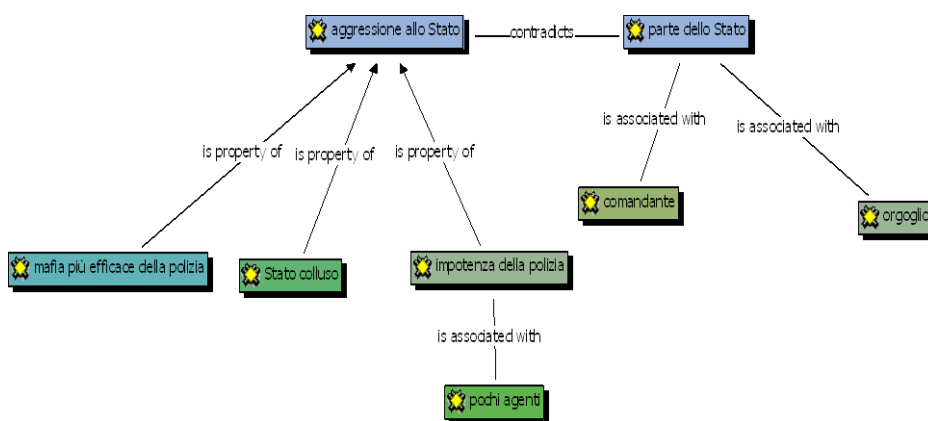 aggressione allo Stato
contradicts
parte dello Stato
is associated with
is associated with
is property of
is property of
is property of
comandante
orgoglio
mafia più efficace della polizia
Stato colluso
impotenza della polizia
is associated with
pochi agenti